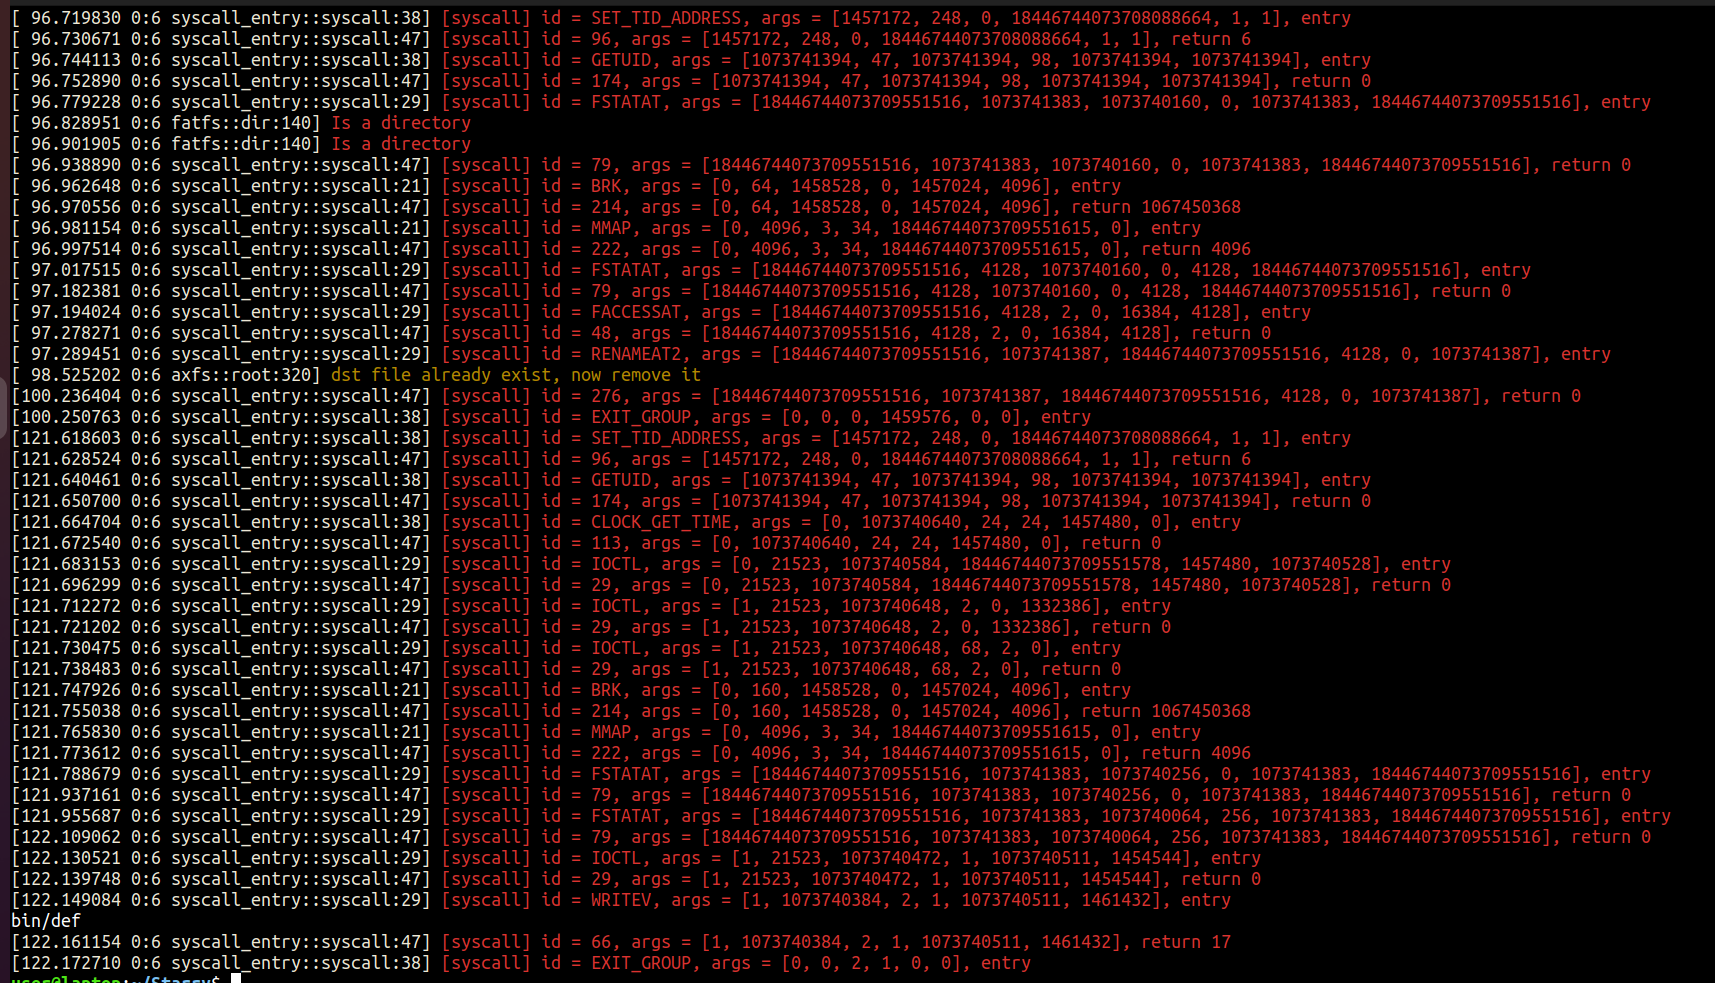 [ 96.719830 0:6 syscall_entry::syscall:38] [syscall] id = SET_TID_ADDRESS, args = [1457172, 248, 0, 18446744073708088664, 1, 1], entry
[ 96.730671 0:6 syscall_entry::syscall:47] [syscall] id = 96, args = [1457172, 248, 0, 18446744073708088664, 1, 1], return 6
[ 96.744113 0:6 syscall_entry::syscall:38] [syscall] id = GETUID, args = [1073741394, 47, 1073741394, 98, 1073741394, 1073741394], entry
[ 96.752890 0:6 syscall_entry::syscall:47] [syscall] id = 174, args = [1073741394, 47, 1073741394, 98, 1073741394, 1073741394], return 0
[ 96.779228 0:6 syscall_entry::syscall:29] [syscall] id = FSTATAT, args = [18446744073709551516, 1073741383, 1073740160, 0, 1073741383, 18446744073709551516], entry
[ 96.828951 0:6 fatfs::dir:140] Is a directory
[ 96.901905 0:6 fatfs::dir:140] Is a directory
[ 96.938890 0:6 syscall_entry::syscall:47] [syscall] id = 79, args = [18446744073709551516, 1073741383, 1073740160, 0, 1073741383, 18446744073709551516], return 0
[ 96.962648 0:6 syscall_entry::syscall:21] [syscall] id = BRK, args = [0, 64, 1458528, 0, 1457024, 4096], entry
[ 96.970556 0:6 syscall_entry::syscall:47] [syscall] id = 214, args = [0, 64, 1458528, 0, 1457024, 4096], return 1067450368
[ 96.981154 0:6 syscall_entry::syscall:21] [syscall] id = MMAP, args = [0, 4096, 3, 34, 18446744073709551615, 0], entry
[ 96.997514 0:6 syscall_entry::syscall:47] [syscall] id = 222, args = [0, 4096, 3, 34, 18446744073709551615, 0], return 4096
[ 97.017515 0:6 syscall_entry::syscall:29] [syscall] id = FSTATAT, args = [18446744073709551516, 4128, 1073740160, 0, 4128, 18446744073709551516], entry
[ 97.182381 0:6 syscall_entry::syscall:47] [syscall] id = 79, args = [18446744073709551516, 4128, 1073740160, 0, 4128, 18446744073709551516], return 0
[ 97.194024 0:6 syscall_entry::syscall:29] [syscall] id = FACCESSAT, args = [18446744073709551516, 4128, 2, 0, 16384, 4128], entry
[ 97.278271 0:6 syscall_entry::syscall:47] [syscall] id = 48, args = [18446744073709551516, 4128, 2, 0, 16384, 4128], return 0
[ 97.289451 0:6 syscall_entry::syscall:29] [syscall] id = RENAMEAT2, args = [18446744073709551516, 1073741387, 18446744073709551516, 4128, 0, 1073741387], entry
[ 98.525202 0:6 axfs::root:320] dst file already exist, now remove it
[100.236404 0:6 syscall_entry::syscall:47] [syscall] id = 276, args = [18446744073709551516, 1073741387, 18446744073709551516, 4128, 0, 1073741387], return 0
[100.250763 0:6 syscall_entry::syscall:38] [syscall] id = EXIT_GROUP, args = [0, 0, 0, 1459576, 0, 0], entry
[121.618603 0:6 syscall_entry::syscall:38] [syscall] id = SET_TID_ADDRESS, args = [1457172, 248, 0, 18446744073708088664, 1, 1], entry
[121.628524 0:6 syscall_entry::syscall:47] [syscall] id = 96, args = [1457172, 248, 0, 18446744073708088664, 1, 1], return 6
[121.640461 0:6 syscall_entry::syscall:38] [syscall] id = GETUID, args = [1073741394, 47, 1073741394, 98, 1073741394, 1073741394], entry
[121.650700 0:6 syscall_entry::syscall:47] [syscall] id = 174, args = [1073741394, 47, 1073741394, 98, 1073741394, 1073741394], return 0
[121.664704 0:6 syscall_entry::syscall:38] [syscall] id = CLOCK_GET_TIME, args = [0, 1073740640, 24, 24, 1457480, 0], entry
[121.672540 0:6 syscall_entry::syscall:47] [syscall] id = 113, args = [0, 1073740640, 24, 24, 1457480, 0], return 0
[121.683153 0:6 syscall_entry::syscall:29] [syscall] id = IOCTL, args = [0, 21523, 1073740584, 18446744073709551578, 1457480, 1073740528], entry
[121.696299 0:6 syscall_entry::syscall:47] [syscall] id = 29, args = [0, 21523, 1073740584, 18446744073709551578, 1457480, 1073740528], return 0
[121.712272 0:6 syscall_entry::syscall:29] [syscall] id = IOCTL, args = [1, 21523, 1073740648, 2, 0, 1332386], entry
[121.721202 0:6 syscall_entry::syscall:47] [syscall] id = 29, args = [1, 21523, 1073740648, 2, 0, 1332386], return 0
[121.730475 0:6 syscall_entry::syscall:29] [syscall] id = IOCTL, args = [1, 21523, 1073740648, 68, 2, 0], entry
[121.738483 0:6 syscall_entry::syscall:47] [syscall] id = 29, args = [1, 21523, 1073740648, 68, 2, 0], return 0
[121.747926 0:6 syscall_entry::syscall:21] [syscall] id = BRK, args = [0, 160, 1458528, 0, 1457024, 4096], entry
[121.755038 0:6 syscall_entry::syscall:47] [syscall] id = 214, args = [0, 160, 1458528, 0, 1457024, 4096], return 1067450368
[121.765830 0:6 syscall_entry::syscall:21] [syscall] id = MMAP, args = [0, 4096, 3, 34, 18446744073709551615, 0], entry
[121.773612 0:6 syscall_entry::syscall:47] [syscall] id = 222, args = [0, 4096, 3, 34, 18446744073709551615, 0], return 4096
[121.788679 0:6 syscall_entry::syscall:29] [syscall] id = FSTATAT, args = [18446744073709551516, 1073741383, 1073740256, 0, 1073741383, 18446744073709551516], entry
[121.937161 0:6 syscall_entry::syscall:47] [syscall] id = 79, args = [18446744073709551516, 1073741383, 1073740256, 0, 1073741383, 18446744073709551516], return 0
[121.955687 0:6 syscall_entry::syscall:29] [syscall] id = FSTATAT, args = [18446744073709551516, 1073741383, 1073740064, 256, 1073741383, 18446744073709551516], entry
[122.109062 0:6 syscall_entry::syscall:47] [syscall] id = 79, args = [18446744073709551516, 1073741383, 1073740064, 256, 1073741383, 18446744073709551516], return 0
[122.130521 0:6 syscall_entry::syscall:29] [syscall] id = IOCTL, args = [1, 21523, 1073740472, 1, 1073740511, 1454544], entry
[122.139748 0:6 syscall_entry::syscall:47] [syscall] id = 29, args = [1, 21523, 1073740472, 1, 1073740511, 1454544], return 0
[122.149084 0:6 syscall_entry::syscall:29] [syscall] id = WRITEV, args = [1, 1073740384, 2, 1, 1073740511, 1461432], entry
bin/def
[122.161154 0:6 syscall_entry::syscall:47] [syscall] id = 66, args = [1, 1073740384, 2, 1, 1073740511, 1461432], return 17
[122.172710 0:6 syscall_entry::syscall:38] [syscall] id = EXIT_GROUP, args = [0, 0, 2, 1, 0, 0], entry
user@laptop:~/Starry$